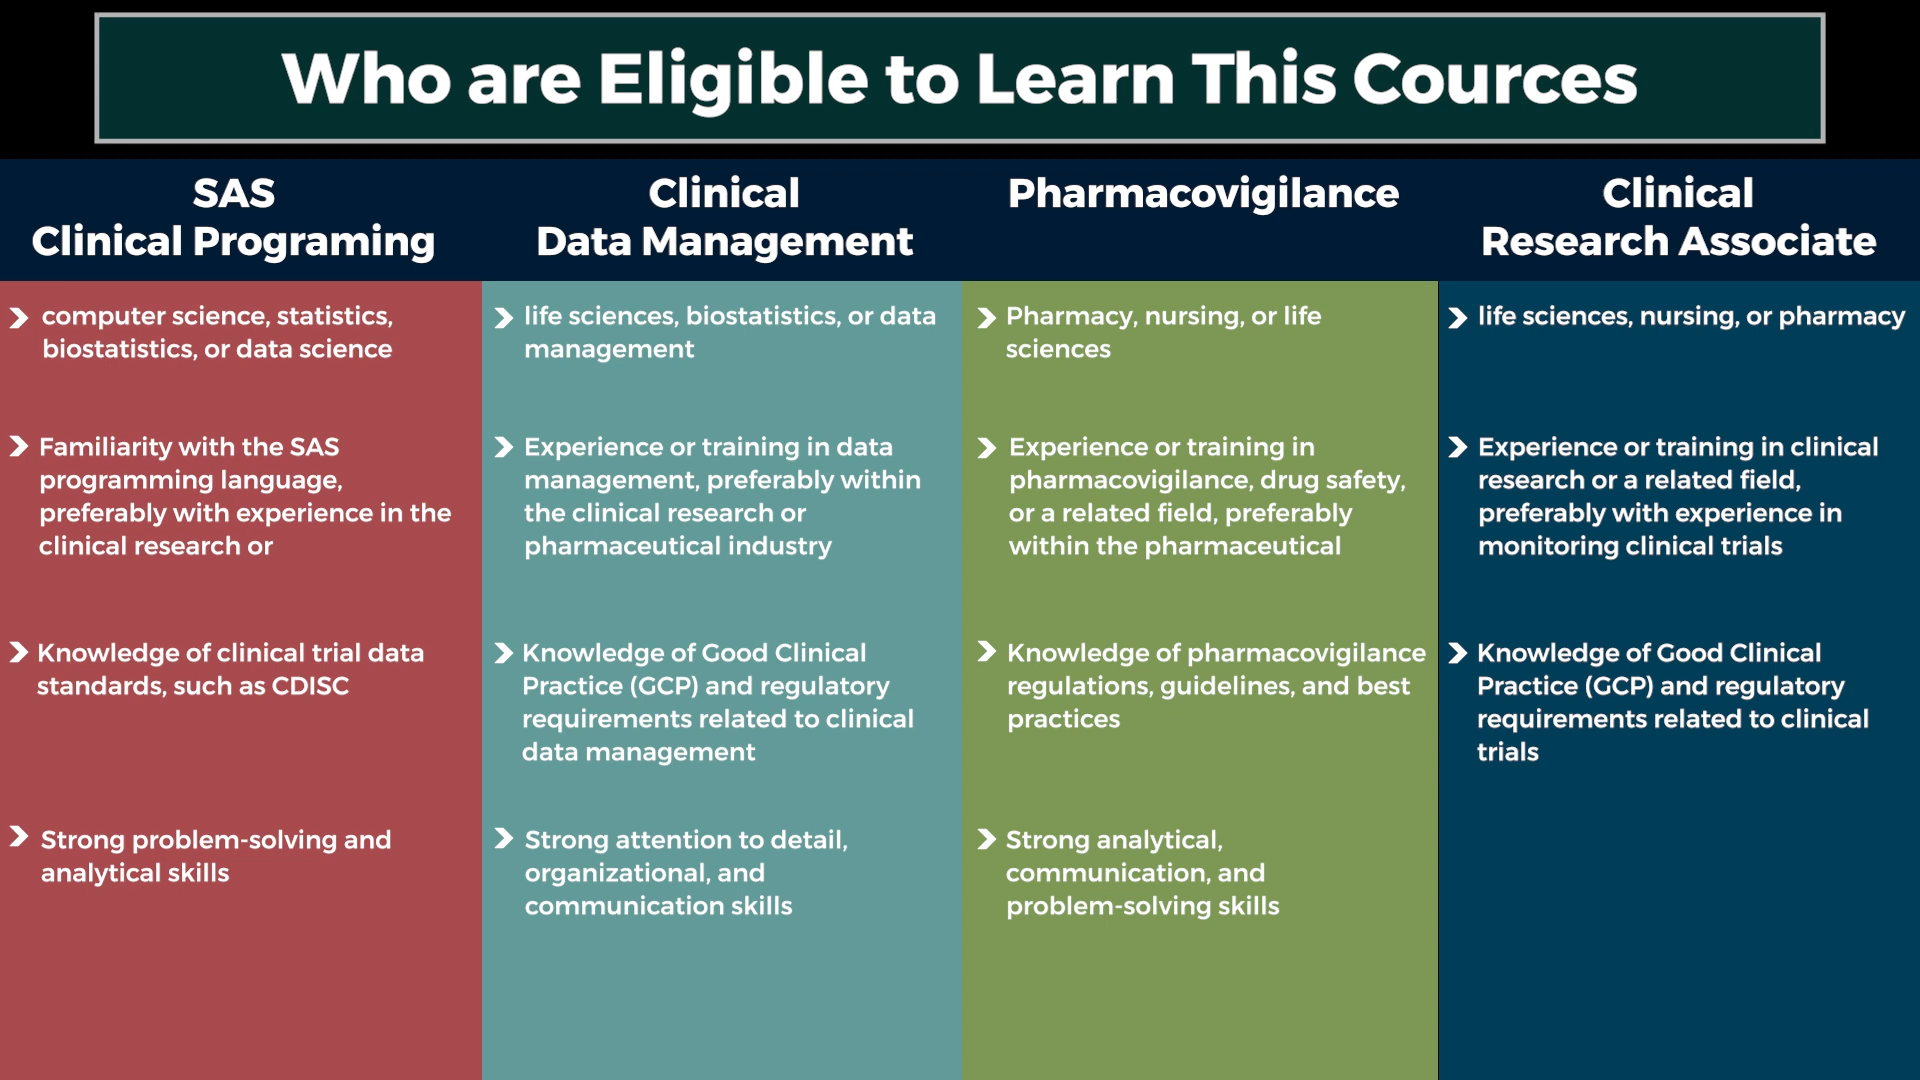 Who are Eligible to Learn This Cources
SAS
Clinical Programing
computer science, statistics,
biostatistics, or data science
Familiarity with the SAS
programming language,
preferably with experience in the
clinical research or
Knowledge of clinical trial data
standards, such as CDISC
Strong problem-solving and
analytical skills
Clinical
Data Management
life sciences, biostatistics, or data
management
Experience or training in data
management, preferably within
the clinical research or
pharmaceutical industry
Knowledge of Good Clinical
Practice (GCP) and regulatory
requirements related to clinical
data management
Strong attention to detail,
organizational, and
communication skills
Pharmacovigilance
Pharmacy, nursing, or life
sciences
Experience or training in
pharmacovigilance, drug safety,
or a related field, preferably
within the pharmaceutical
Knowledge of pharmacovigilance
regulations, guidelines, and best
practices
Strong analytical,
communication, and
problem-solving skills
Clinical
Research Associate
life sciences, nursing, or pharmacy
Experience or training in clinical
research or a related field,
preferably with experience in
monitoring clinical trials
Knowledge of Good Clinical
Practice (GCP) and regulatory
requirements related to clinical
trials